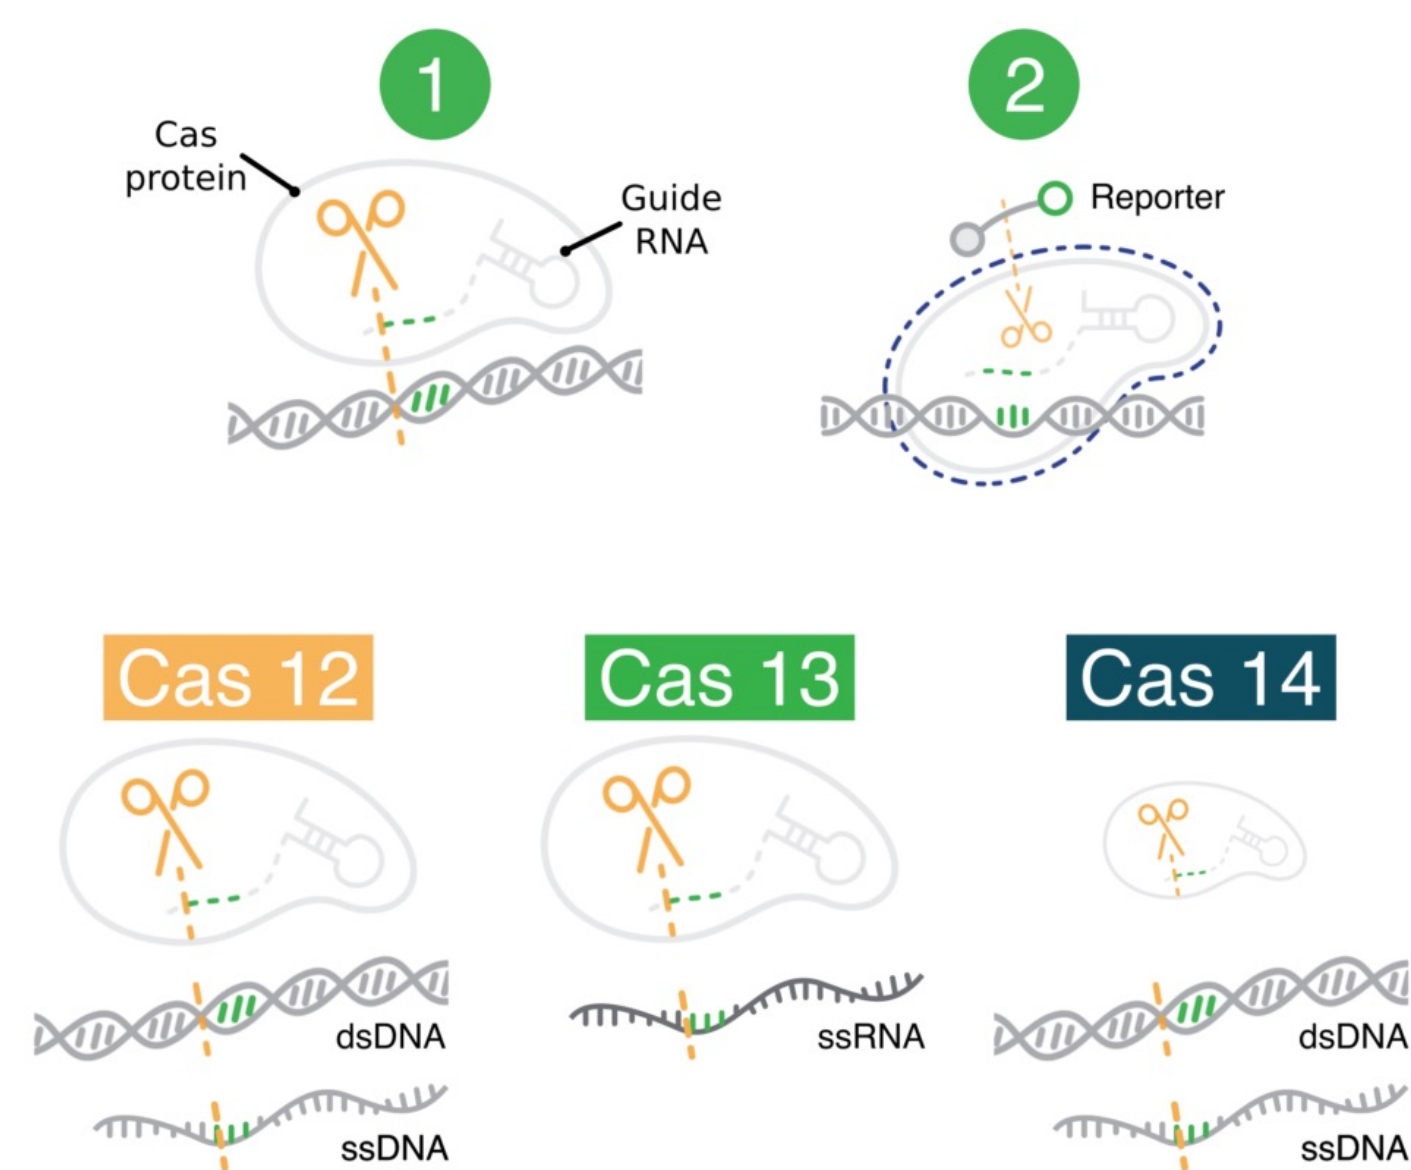 1
2
Cas
protein
Guide
RNA
Reporter
Cas 12
Cas 13
Cas 14
dsDNA
ssRNA
dsDNA
ssDNA
ssDNA